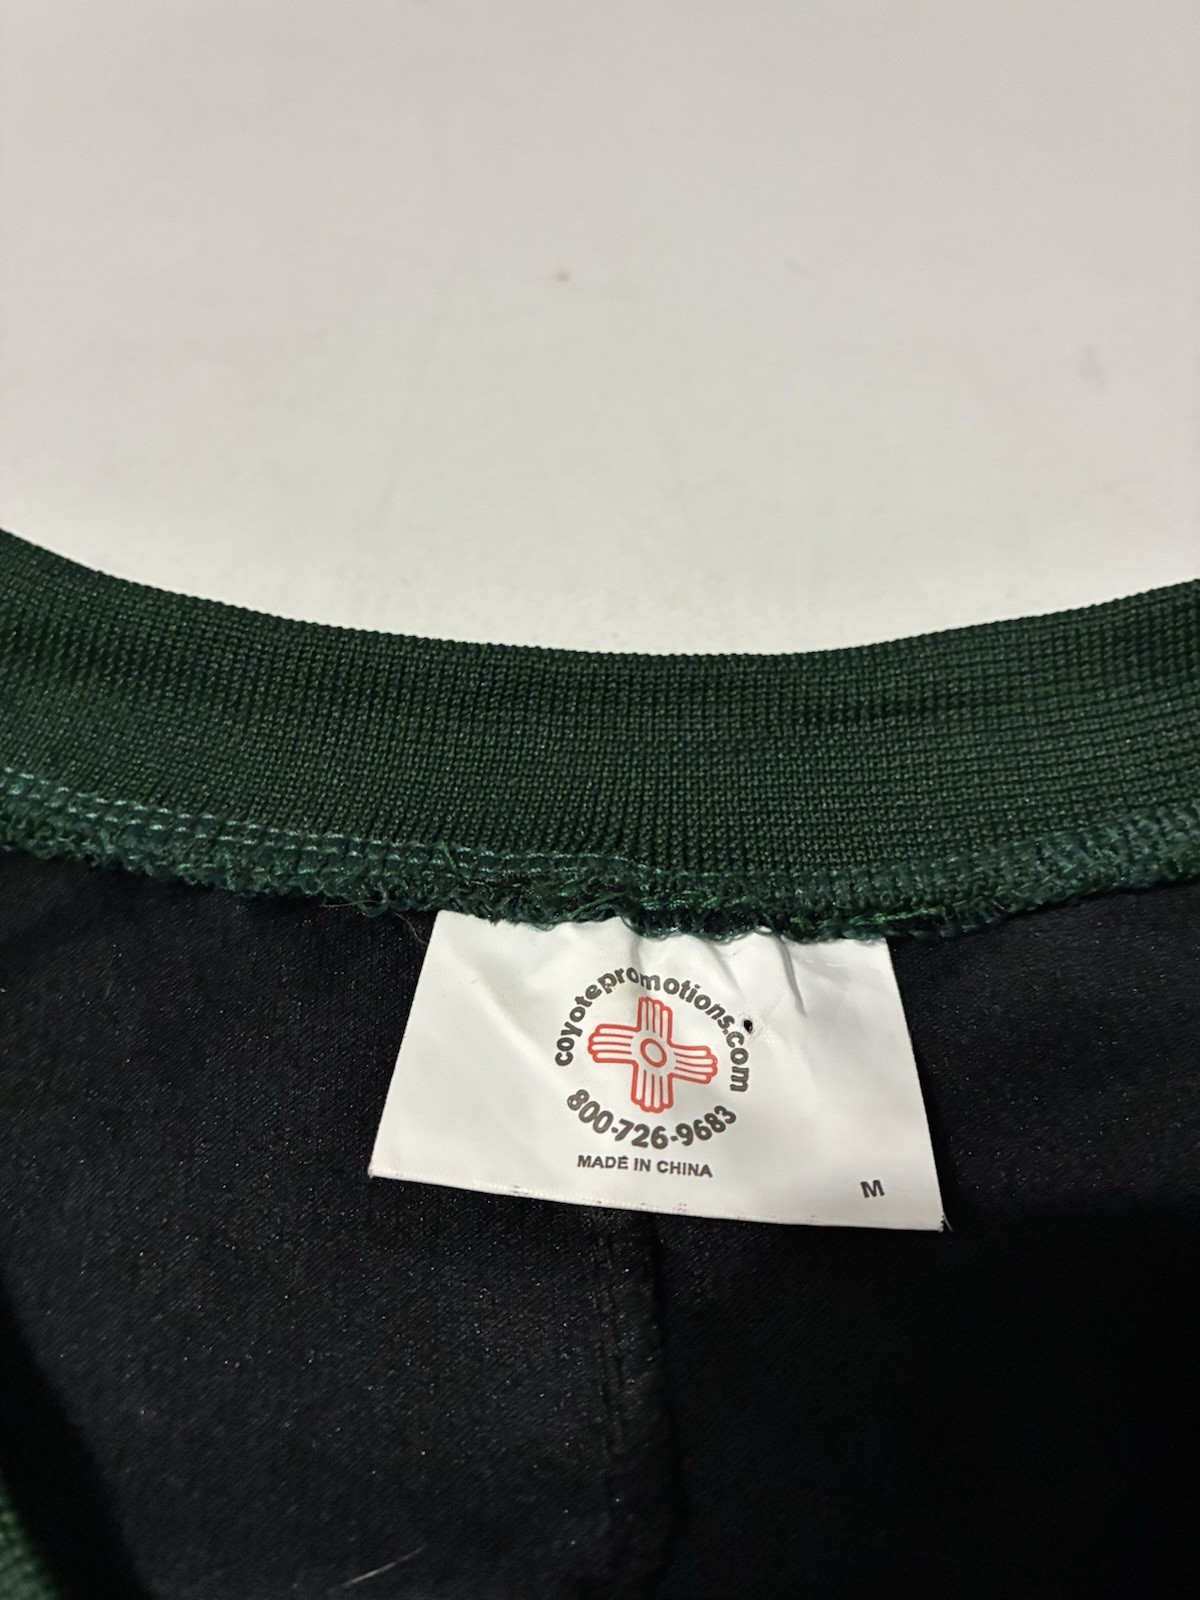 coyotepromotions.com
800-726-9683
MADE IN CHINA
M